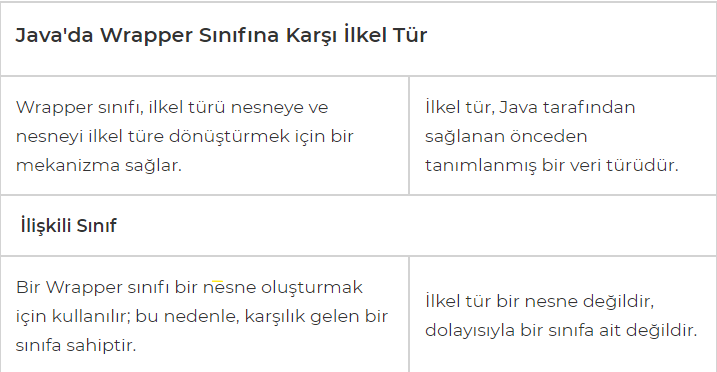 Java'da Wrapper Sınıfına Karşı İlkel Tür
Wrapper sınıfı, ilkel türü nesneye ve
nesneyi ilkel türe dönüştürmek için bir
mekanizma sağlar.
İlkel tür, Java tarafından
sağlanan önceden
tanımlanmış bir veri türüdür.
İlişkili Sınıf
Bir Wrapper sınıfı bir nesne oluşturmak
için kullanılır; bu nedenle, karşılık gelen bir
sınıfa sahiptir.
İlkel tür bir nesne değildir,
dolayısıyla bir sınıfa ait değildir.